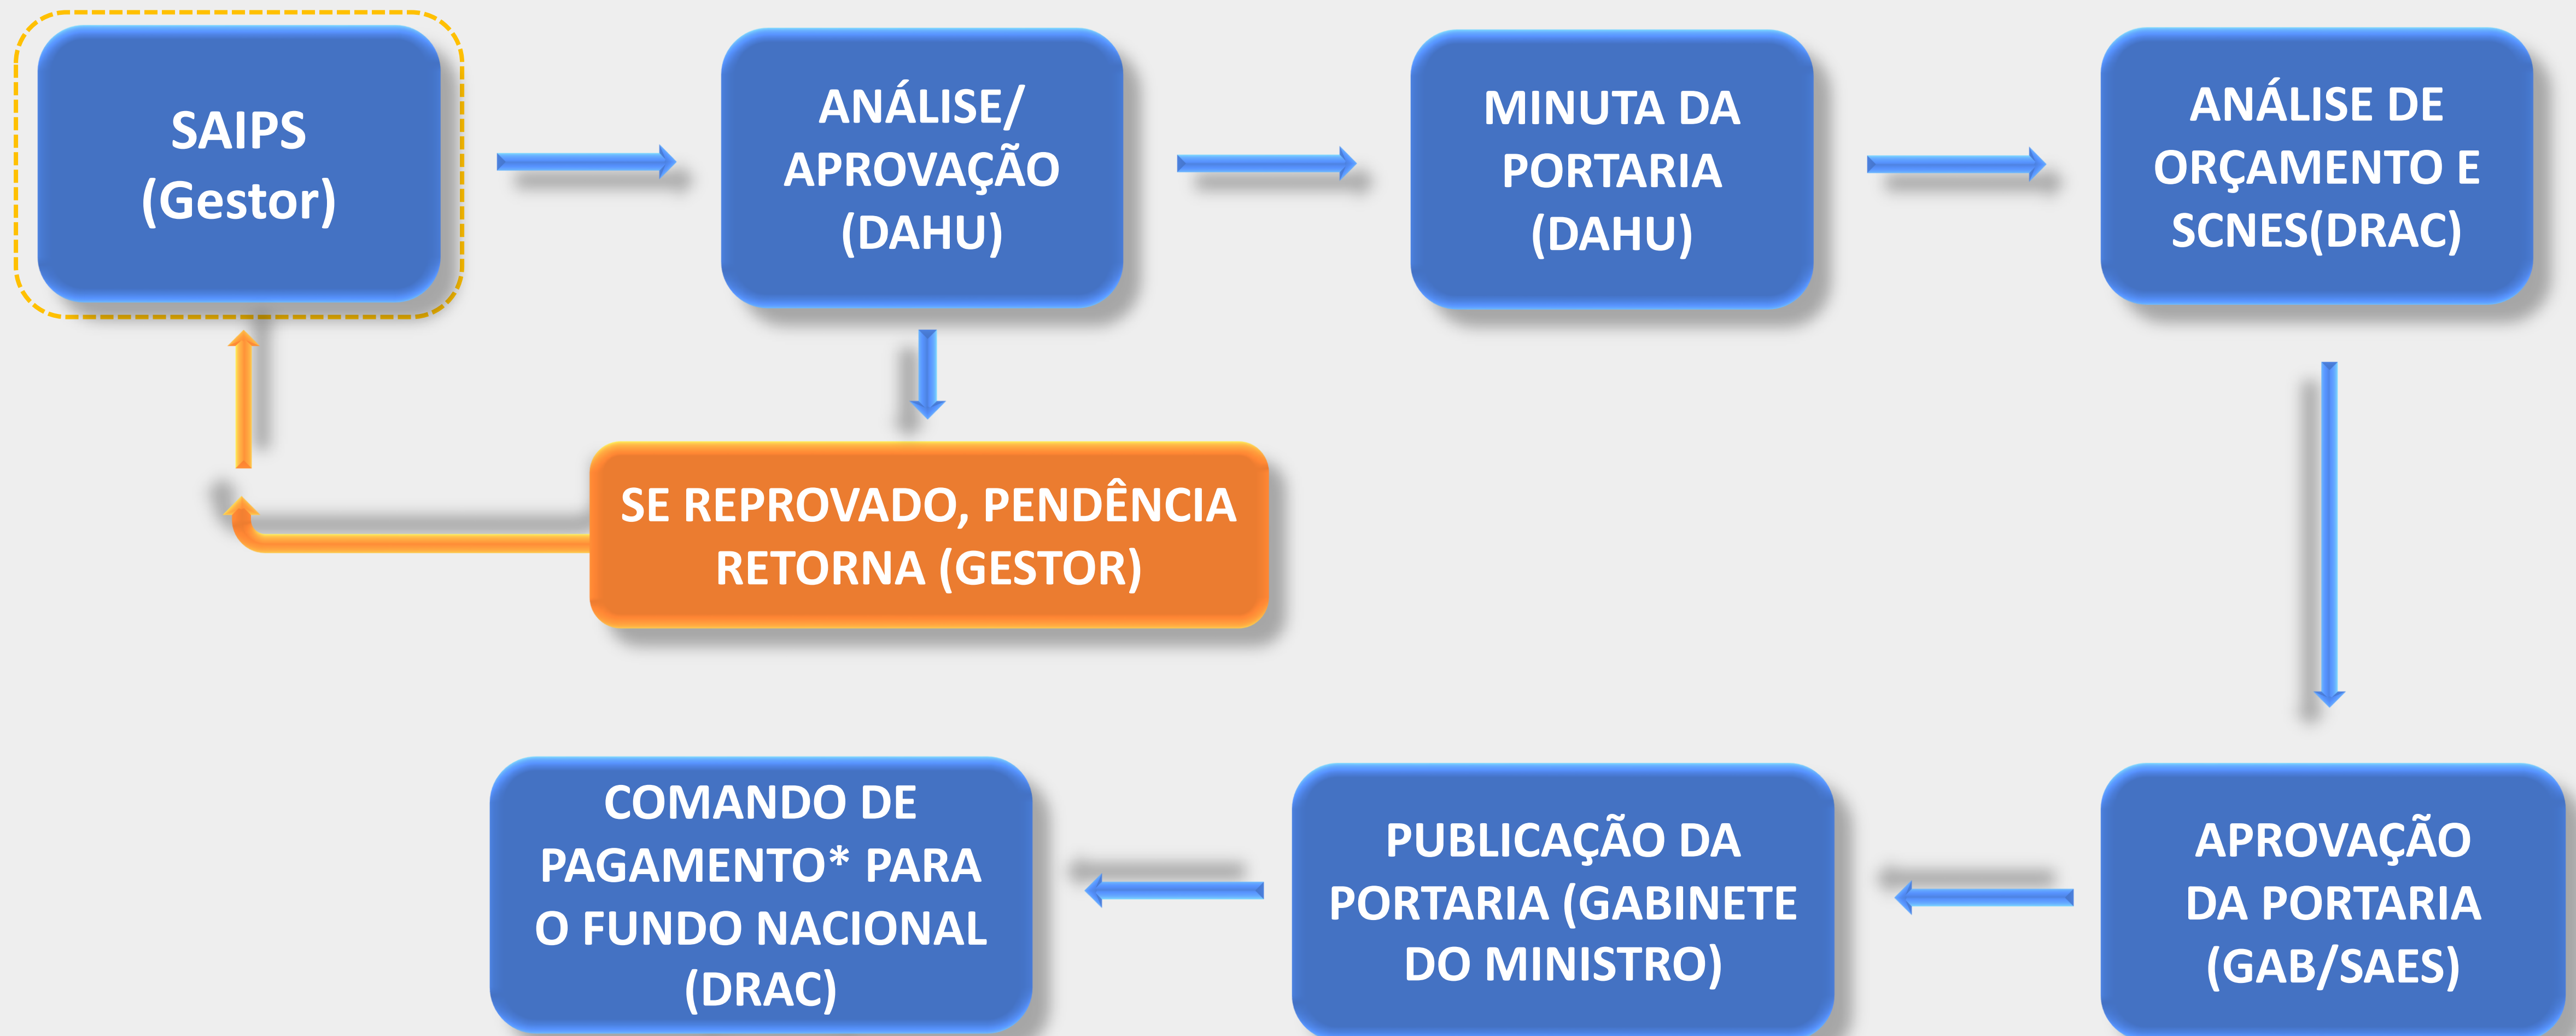 SAIPS
(Gestor)
ANÁLISE/
APROVAÇÃO
(DAHU)
MINUTA DA
PORTARIA
(DAHU)
ANÁLISE DE
ORÇAMENTO E
SCNES(DRAC)
SE REPROVADO, PENDÊNCIA
RETORNA (GESTOR)
APROVAÇÃO
DA PORTARIA
(GAB/SAES)
PUBLICAÇÃO DA
PORTARIA (GABINETE
DO MINISTRO)
COMANDO DE
PAGAMENTO* PARA
O FUNDO NACIONAL
(DRAC)